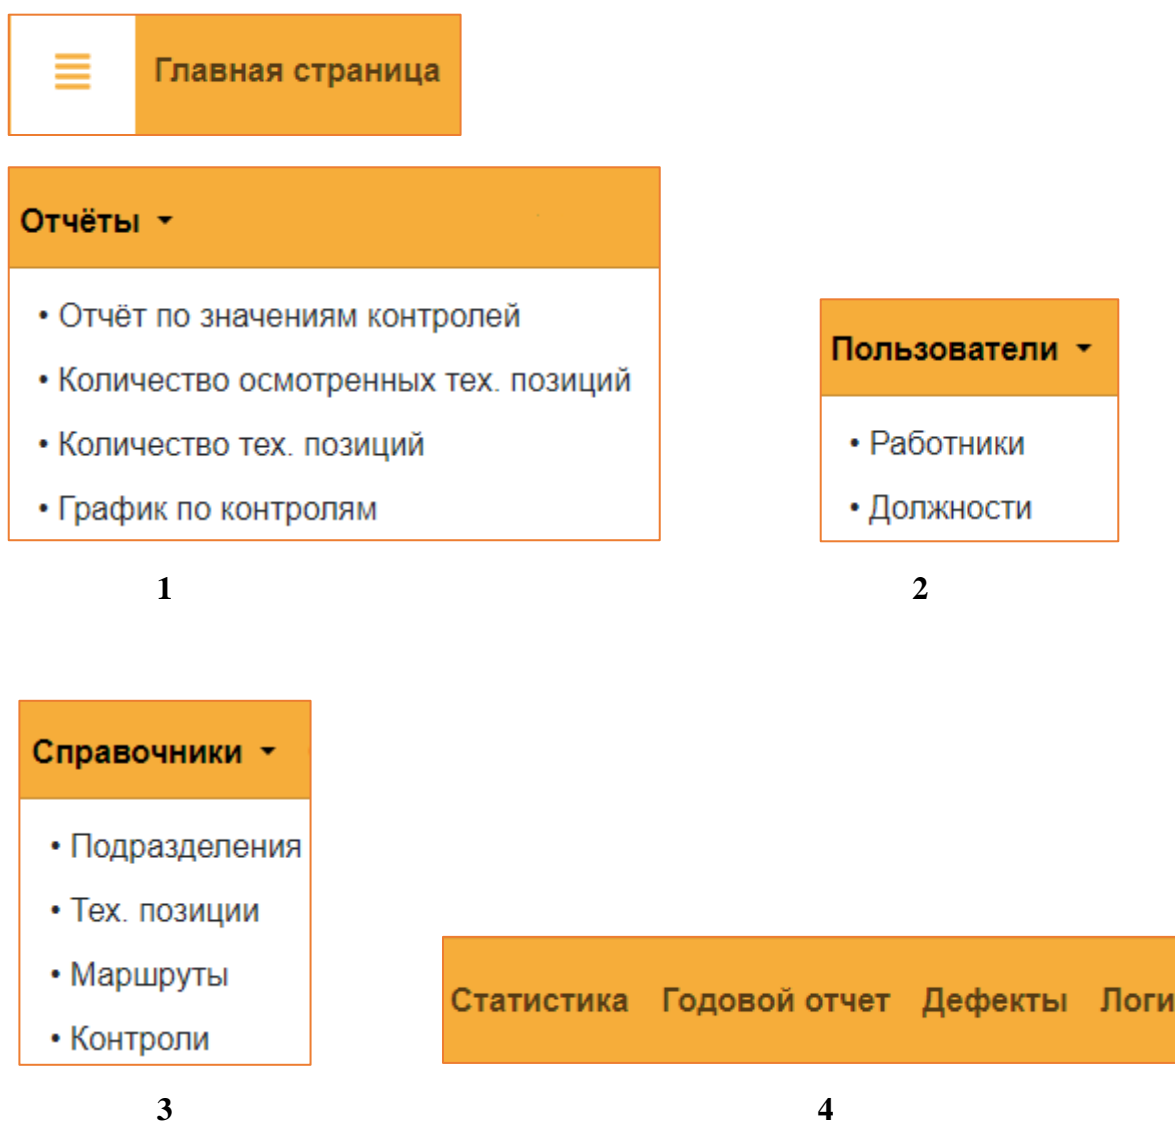 Главная страница
Отчёты
• Отчёт по значениям контролей
• Количество осмотренных тех. позиций
• Количество тех. позиций
• График по контролям
1
Пользователи
• Работники
• Должности
2
Справочники
• Подразделения
• Тех. позиции
• Маршруты
• Контроли
3
Статистика Годовой отчет Дефекты Логи
4